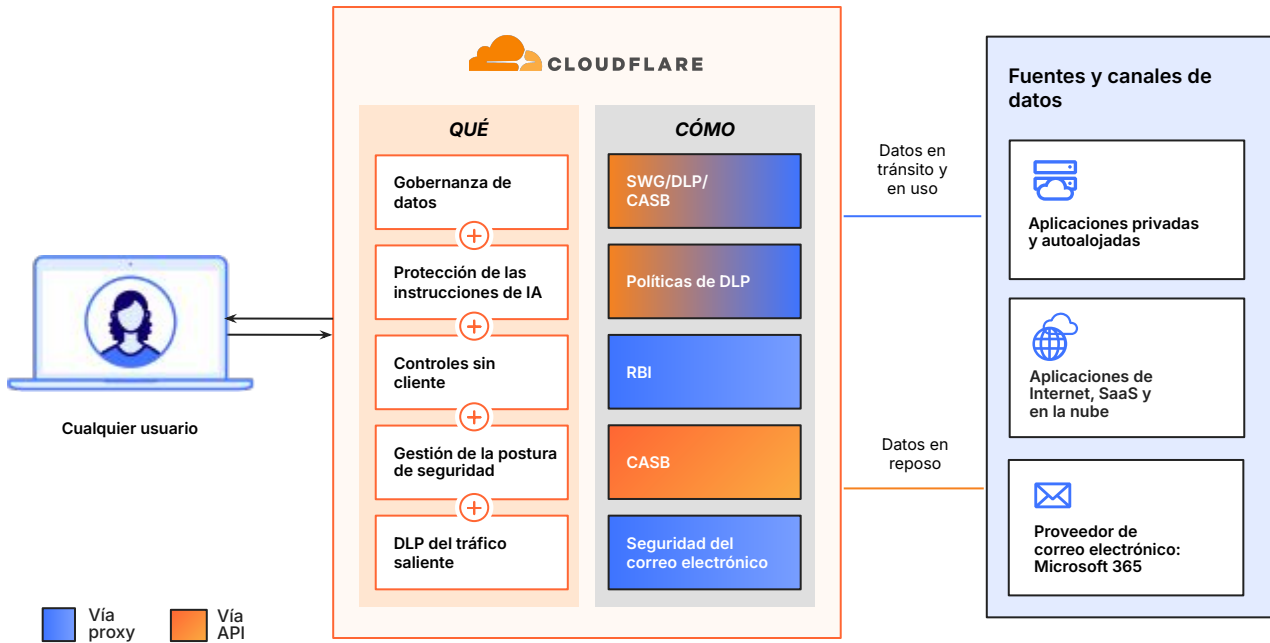 CLOUDFLARE
QUÉ
Gobernanza de
datos
Protección de las
instrucciones de IA
Controles sin
cliente
Gestión de la postura
de seguridad
DLP del tráfico
saliente
CÓMO
SWG/DLP/
CASB
Políticas de DLP
RBI
CASB
Seguridad del
correo electrónico
Cualquier usuario
Datos en
tránsito y
en uso
Datos en
reposo
Fuentes y canales de
datos
Aplicaciones privadas
y autoalojadas
Aplicaciones de
Internet, SaaS y
en la nube
Proveedor de
correo electrónico:
Microsoft 365
Vía
proxy
Vía
API